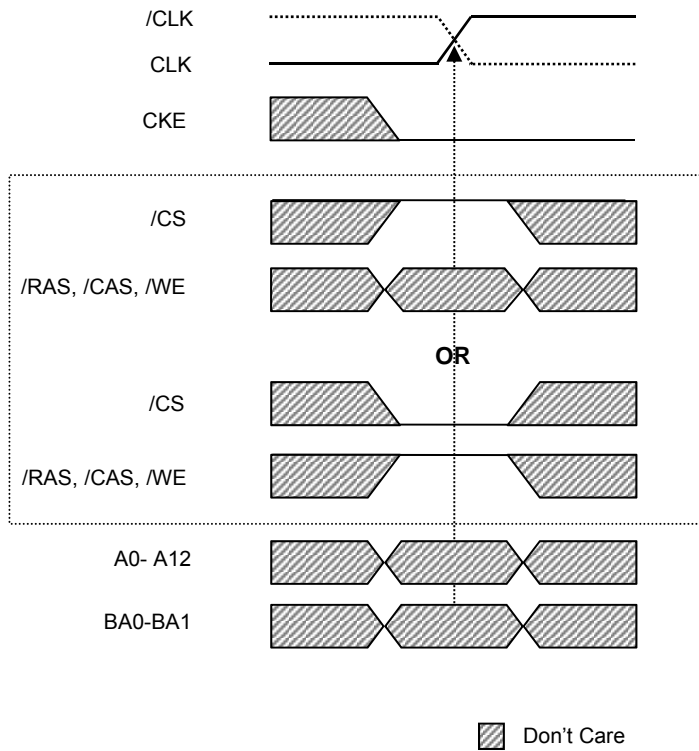 /CLK
CLK
CKE
/CS
/RAS, /CAS, /WE
OR
/CS
/RAS, /CAS, /WE
A0- A12
BA0-BA1
Don't Care